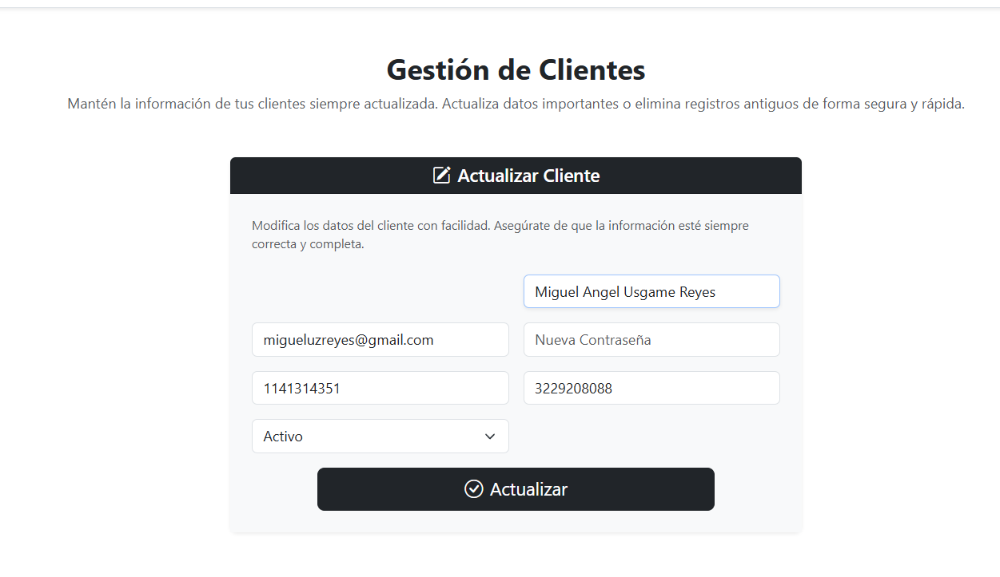 Gestión de Clientes
Mantén la información de tus clientes siempre actualizada. Actualiza datos importantes o elimina registros antiguos de forma segura y rápida.
Actualizar Cliente
Modifica los datos del cliente con facilidad. Asegúrate de que la información esté siempre
correcta y completa.
Miguel Angel Usgame Reyes
migueluzreyes@gmail.com
Nueva Contraseña
1141314351
3229208088
Activo
Actualizar